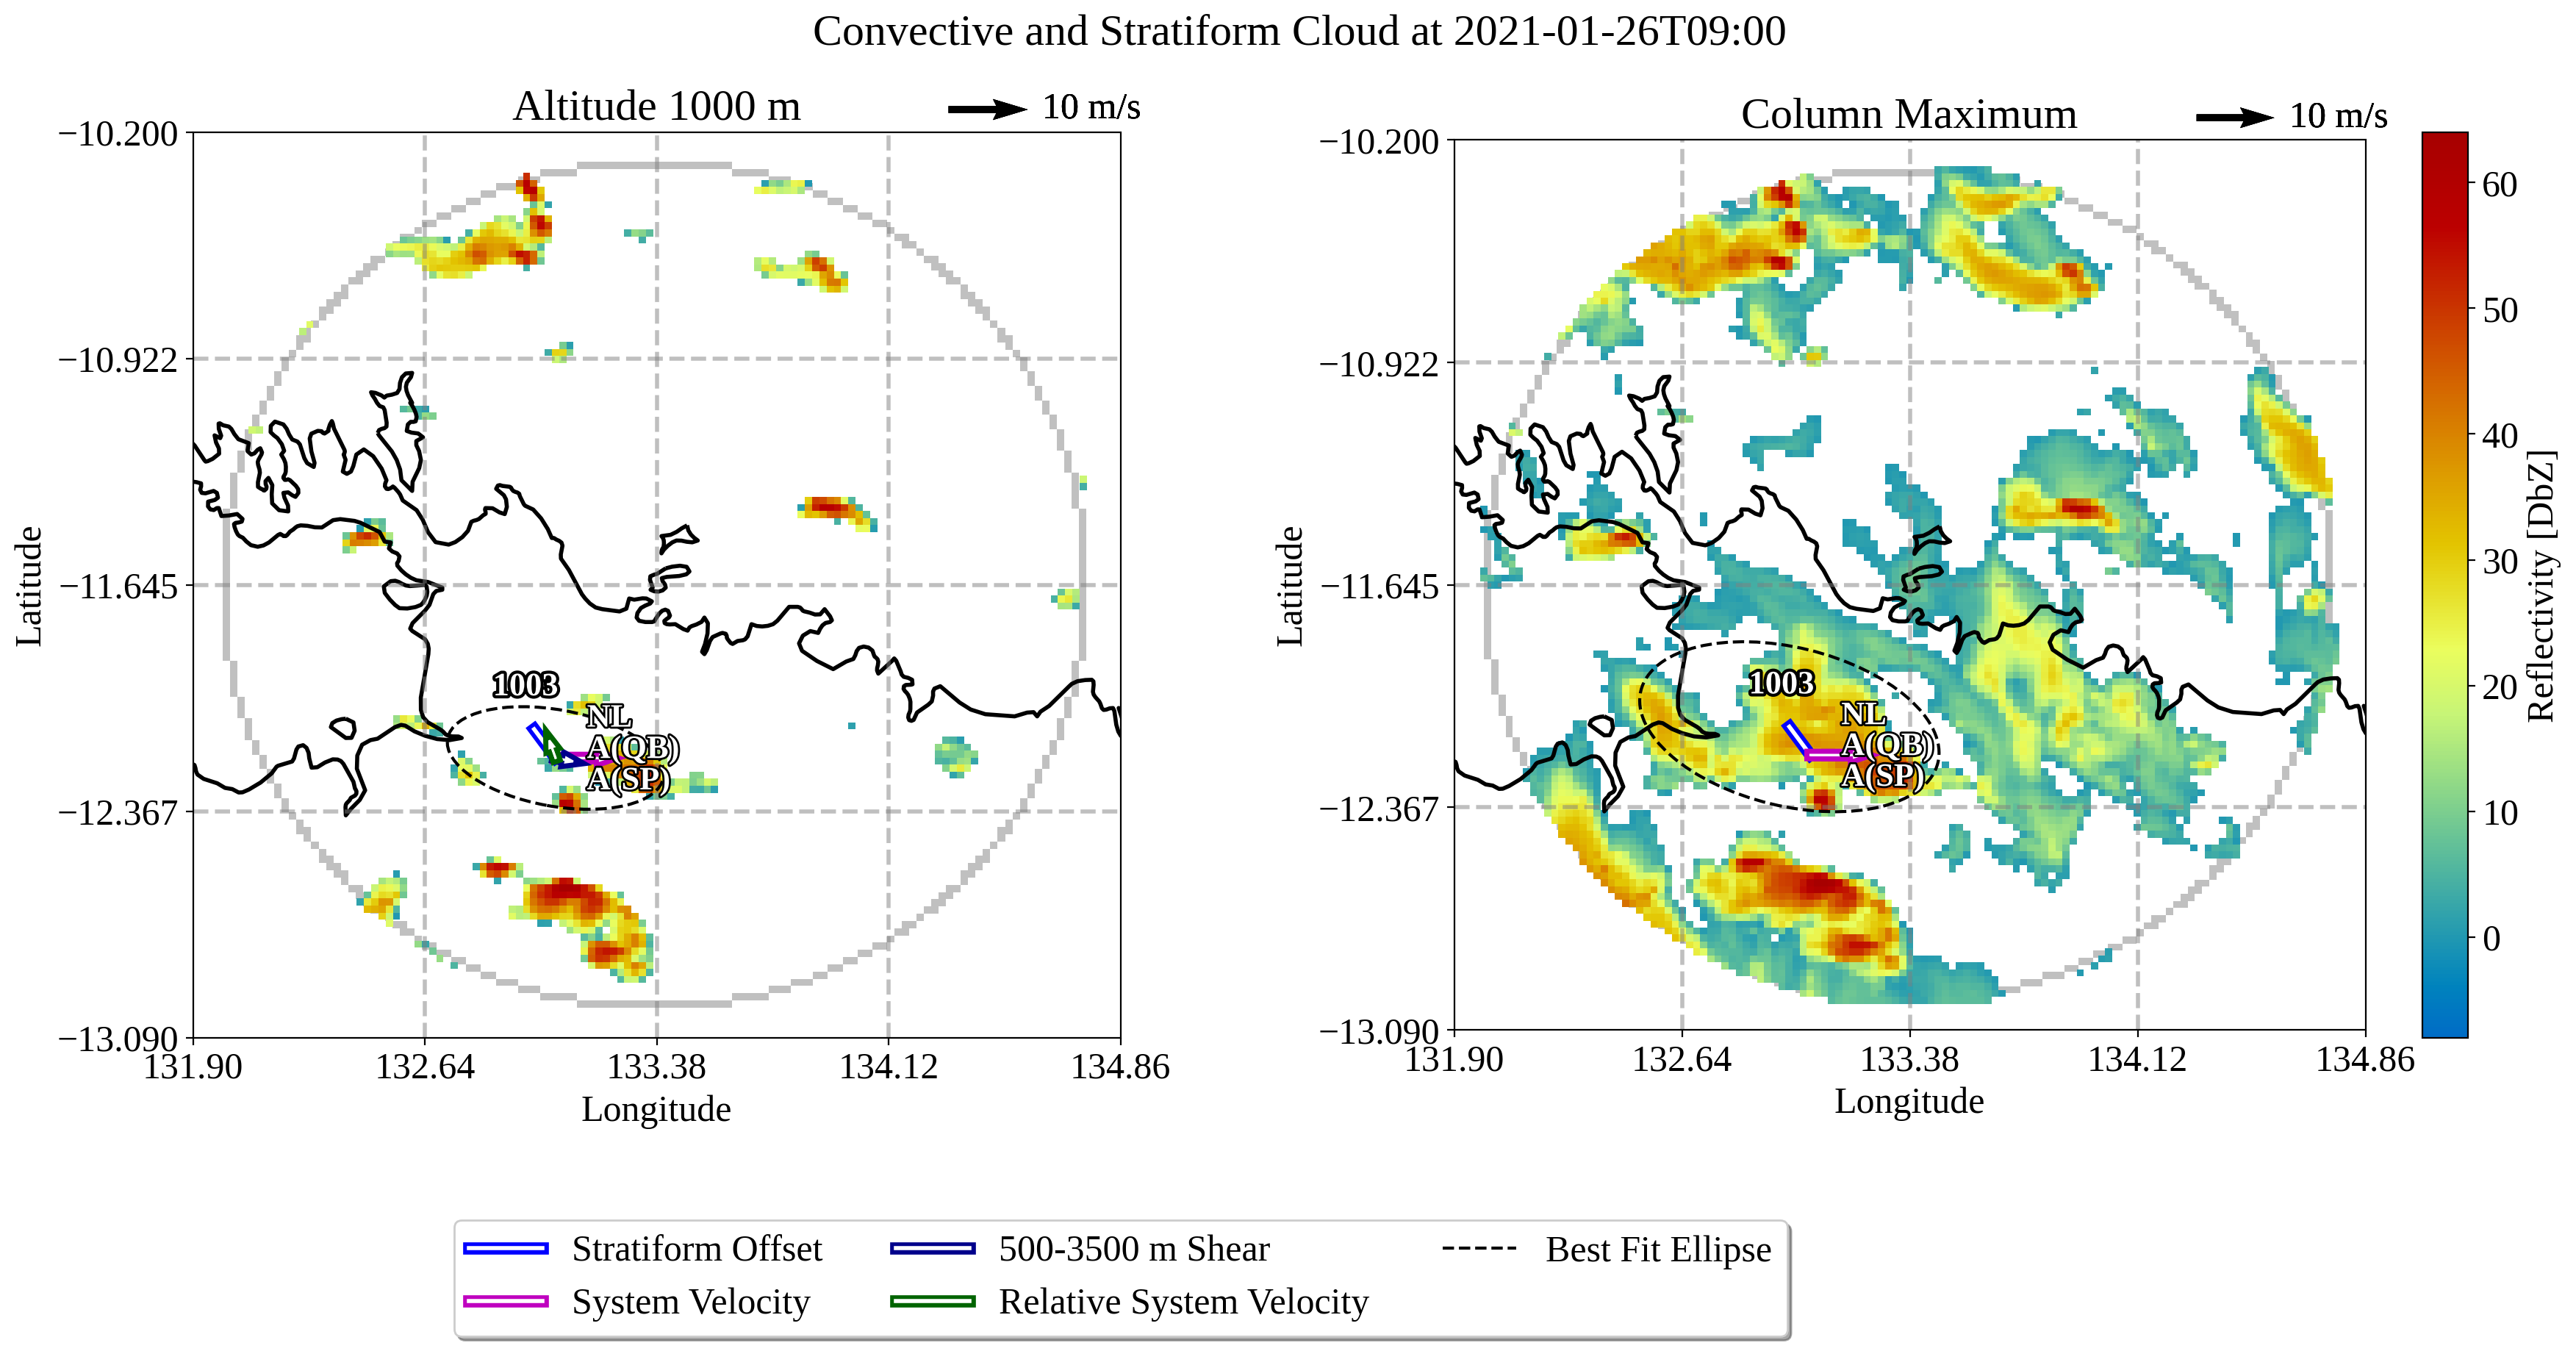 Convective and Stratiform Cloud at 2021-01-26T09:00
Altitude 1000 m
10 m/s
−10.200
−10.922
−11.645
−12.367
−13.090
Latitude
1003
NL
A(QB)
A(SP)
131.90
132.64
133.38
134.12
134.86
Longitude
Column Maximum
10 m/s
−10.200
−10.922
−11.645
−12.367
−13.090
Latitude
1003
NL
A(QB)
A(SP)
131.90
132.64
133.38
134.12
134.86
Longitude
60
50
40
30
20
10
0
Reflectivity [DbZ]
Stratiform Offset
System Velocity
500-3500 m Shear
Relative System Velocity
Best Fit Ellipse